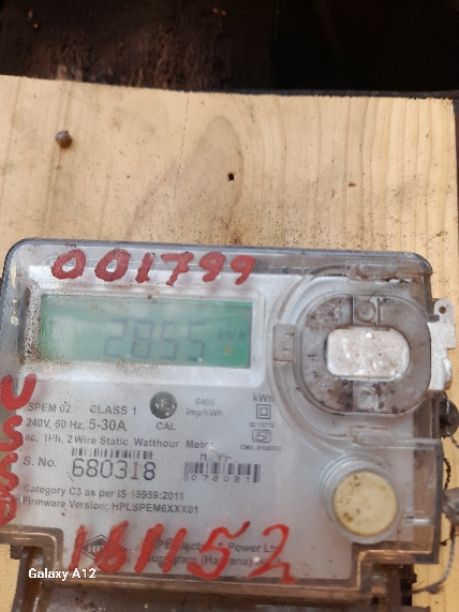 001799
2855 kWh
SPEM 02 CLASS 1
CAL
6400 imp/kWh
kWh
240V, 50 Hz, 5-30A
ac, 1Ph, 2 Wire Static Watthour Meter
S. No. 680318
Category C3 as per IS 15959:2011
Firmware Version: HPLSPEM6XXX01
161152
Galaxy A12